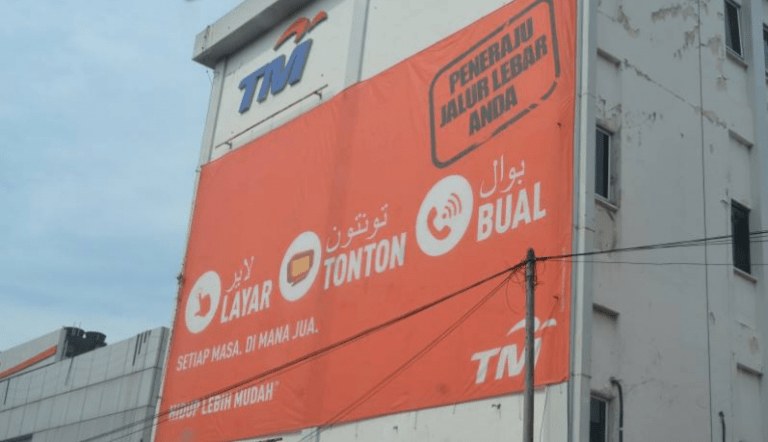 TM
PENERAJU
JALUR LEBAR
ANDA
لاير
LAYAR
تونتون
TONTON
بوال
BUAL
SETIAP MASA. DI MANA JUA.
HIDUP LEBIH MUDAH
TM